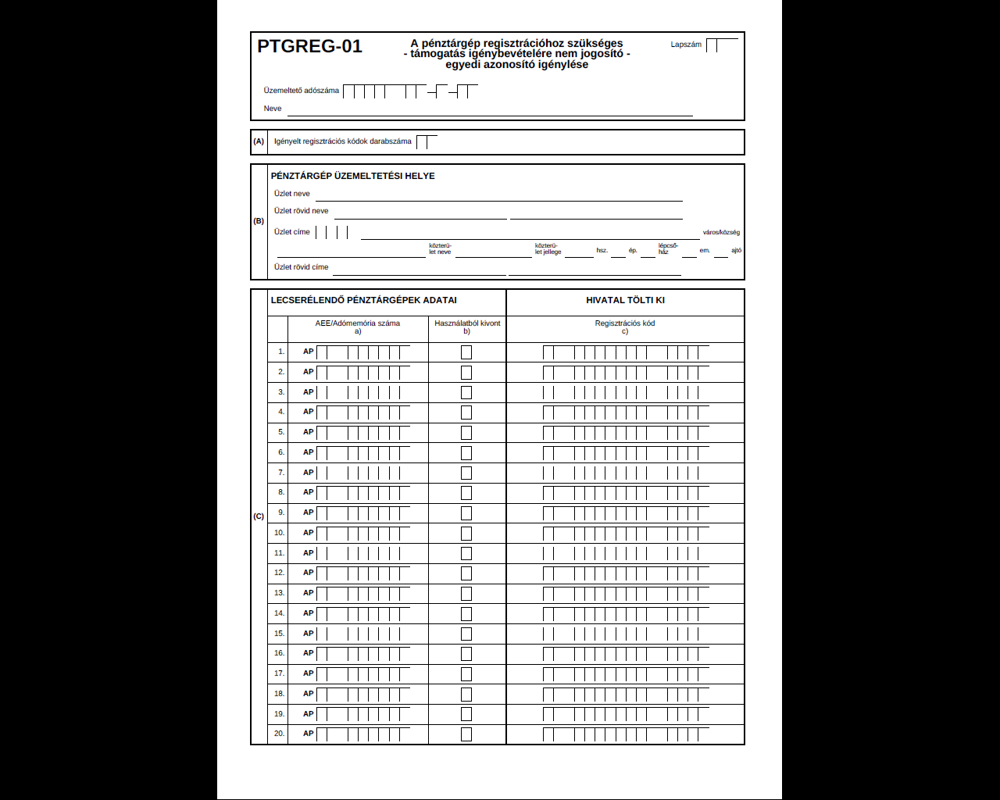 PTGREG-01
A pénztárgép regisztrációhoz szükséges
- támogatás igénybevételére nem jogosító -
egyedi azonosító igénylése
Lapszám
Üzemeltető adószáma
Neve
(A) Igényelt regisztrációs kódok darabszáma
PÉNZTÁRGÉP ÜZEMELTETÉSI HELYE
Üzlet neve
Üzlet rövid neve
(B)
Üzlet címe város/község
közterü-
let neve
közterü-
let jellege
hsz.
ép.
lépcső-
ház
em.
ajtó
Üzlet rövid címe
LECSERÉLENDŐ PÉNZTÁRGÉPEK ADATAI
HIVATAL TÖLTI KI
AEE/Adómemória száma
a)
Használatból kivont
b)
Regisztrációs kód
c)
1. AP
2. AP
3. AP
4. AP
5. AP
6. AP
7. AP
8. AP
(C)
9. AP
10. AP
11. AP
12. AP
13. AP
14. AP
15. AP
16. AP
17. AP
18. AP
19. AP
20. AP